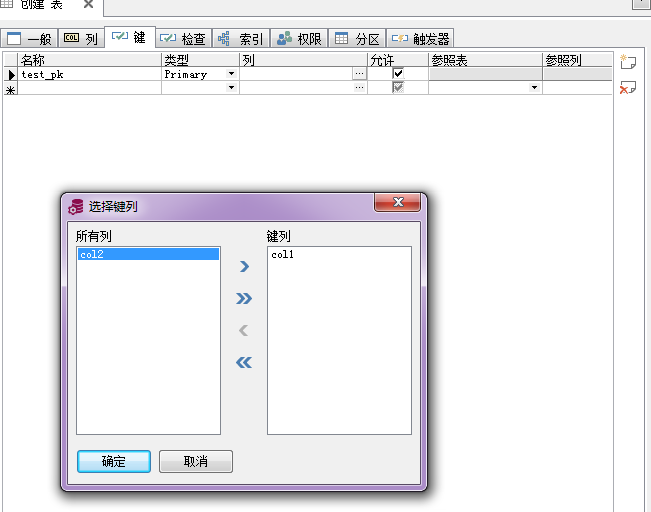 创建 表
一般 COL 列 键 检查 索引 权限 分区 触发器
名称 类型 列 允许 参照表 参照列
test_pk Primary
选择键列
所有列 键列
col2 col1
确定 取消